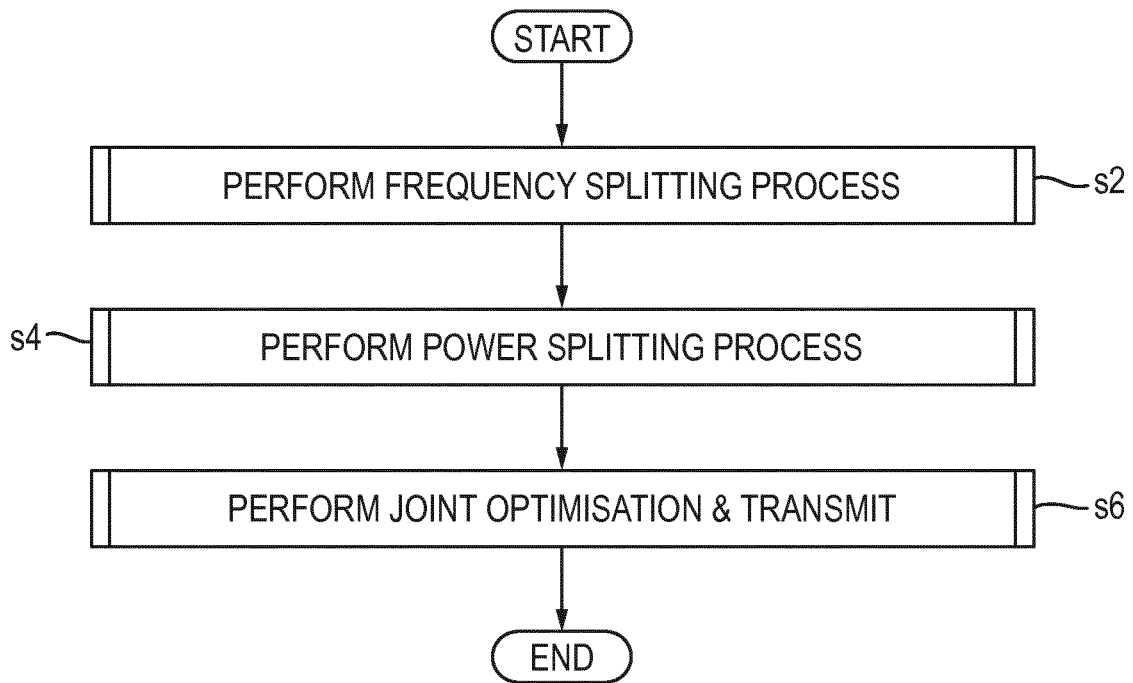 START
PERFORM FREQUENCY SPLITTING PROCESS
s2
s4
PERFORM POWER SPLITTING PROCESS
PERFORM JOINT OPTIMISATION & TRANSMIT
s6
END